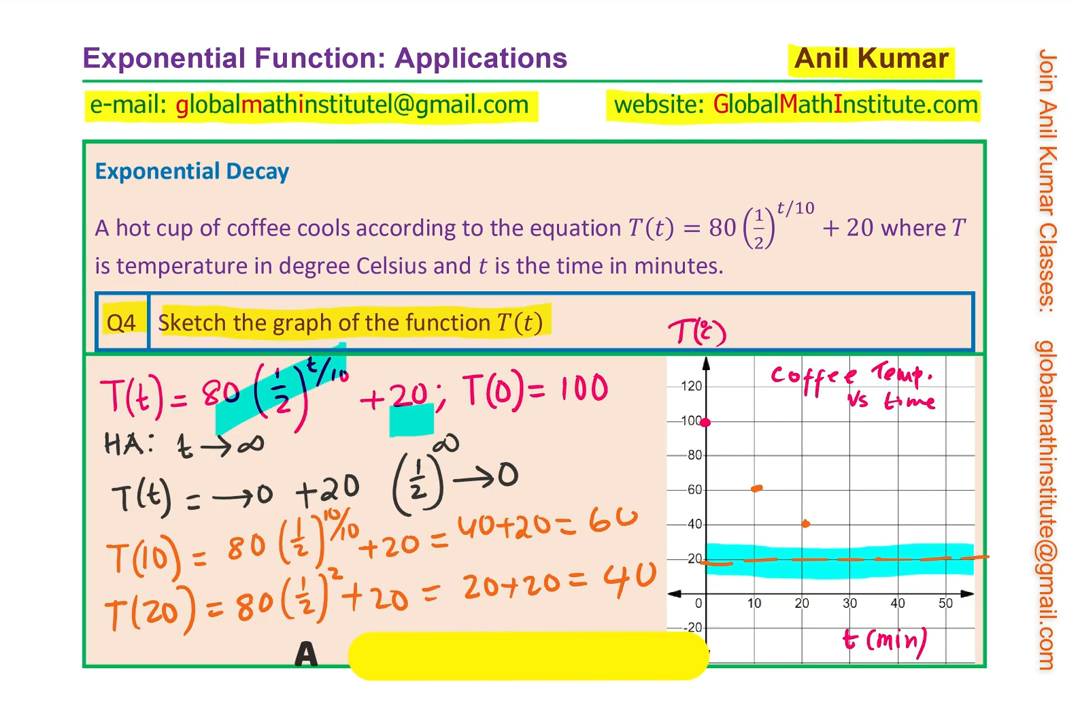 Exponential Function: Applications
Anil Kumar
e-mail: globalmathinstitutel@gmail.com
website: GlobalMathInstitute.com
Exponential Decay
A hot cup of coffee cools according to the equation T(t) = 80(1/2)^{t/10} + 20 where T
is temperature in degree Celsius and t is the time in minutes.
Q4 Sketch the graph of the function T(t)
T(t) = 80(1/2)^{t/10} + 20; T(0) = 100
HA: t → ∞
T(t) = → 0 + 20 (1/2)^∞ → 0
T(10) = 80(1/2)^{10/10} + 20 = 40+20 = 60
T(20) = 80(1/2)^2 + 20 = 20+20 = 40
A
T(°c)
Coffee Temp.
Vs time
120
100
80
60
40
20
0 10 20 30 40 50
-20
t (min)
Join Anil Kumar Classes: globalmathinstitute@gmail.com